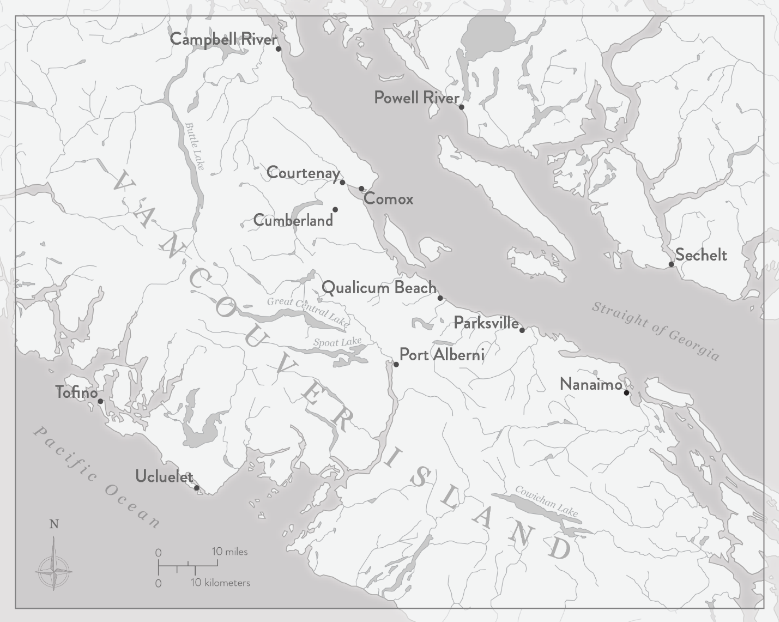 Campbell River
Powell River
Buttle Lake
Courtenay
Comox
Cumberland
Sechelt
Qualicum Beach
Great Central Lake
Straight of Georgia
Parksville
Spoat Lake
Port Alberni
Nanaimo
Tofino
VANCOUVER ISLAND
Pacific Ocean
Ucluelet
Cowichan Lake
N
0 10 miles
0 10 kilometers